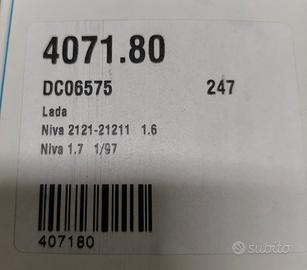 4071.80
DC06575 247
Lada
Niva 2121-21211 1.6
Niva 1.7 1/97
407180
subito